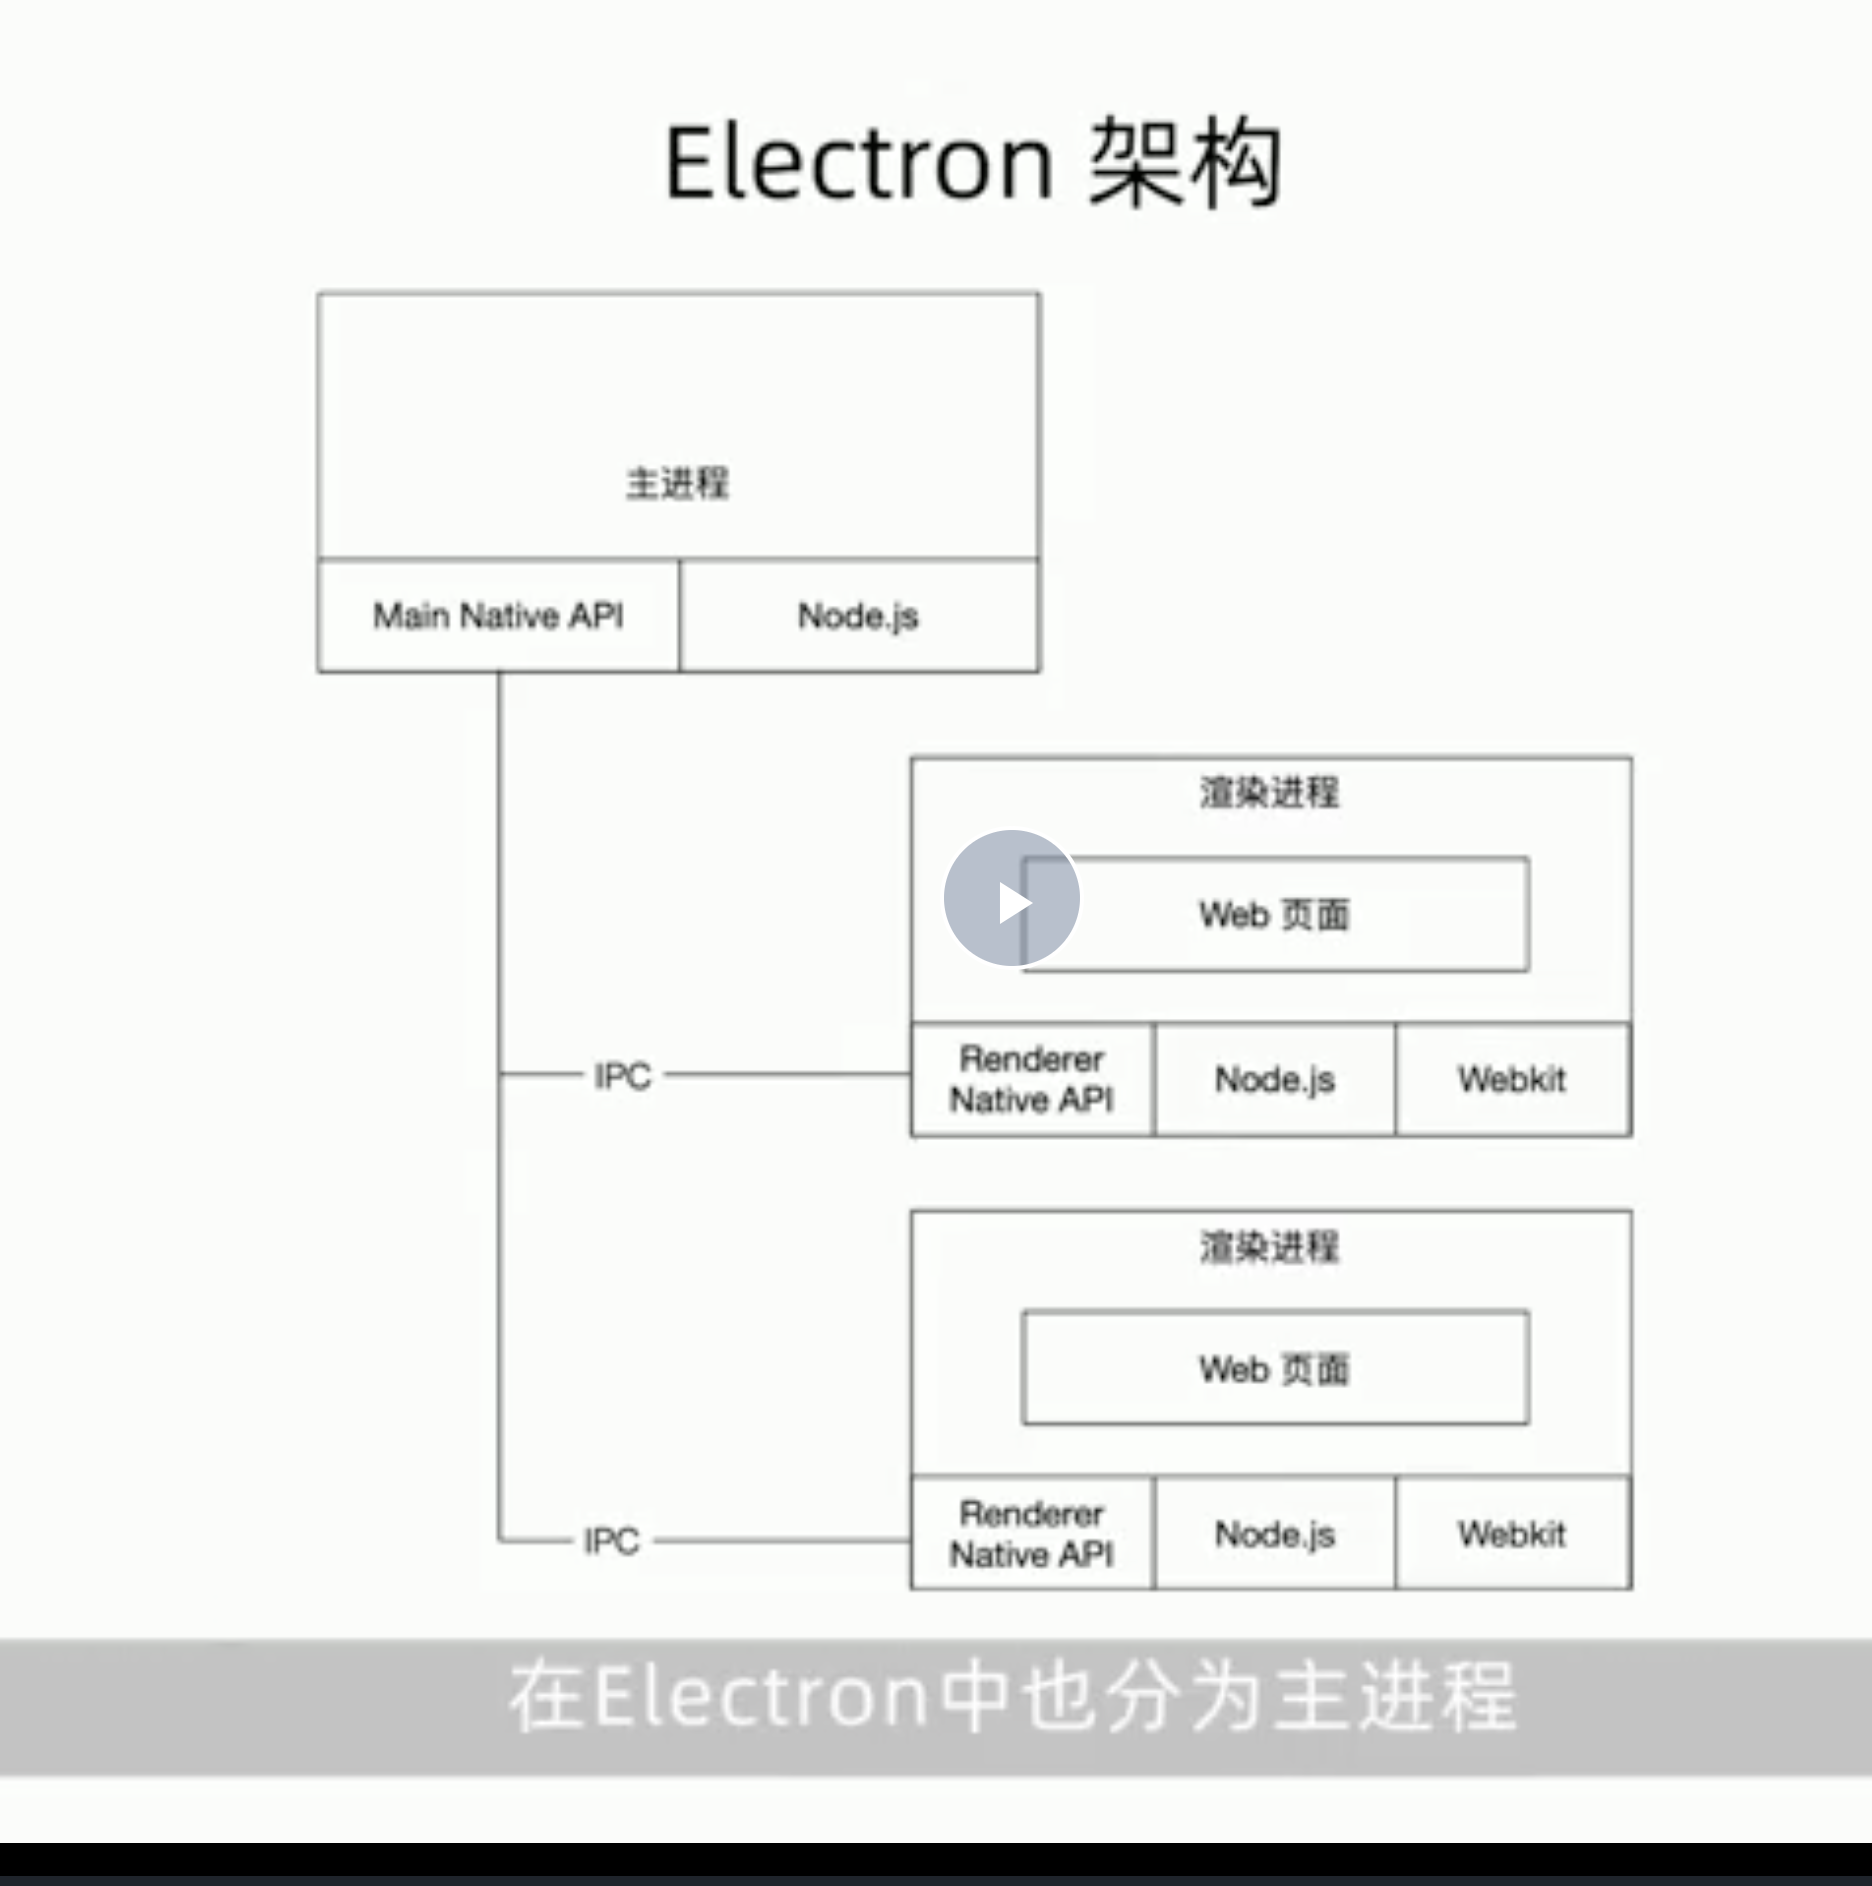 Electron 架构
主进程
Main Native API
Node.js
渲染进程
Web 页面
IPC
Renderer
Native API
Node.js
Webkit
渲染进程
Web 页面
IPC
Renderer
Native API
Node.js
Webkit
在Electron中也分为主进程